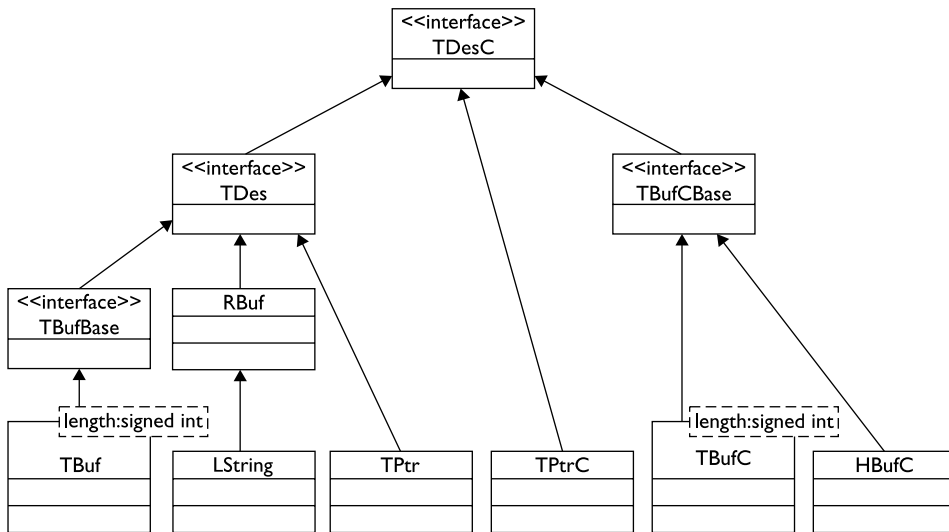 <<interface>>
TDesC
<<interface>>
TDes
<<interface>>
TBufCBase
<<interface>>
TBufBase
RBuf
length:signed int
length:signed int
TBuf
LString
TPtr
TPtrC
TBufC
HBufC